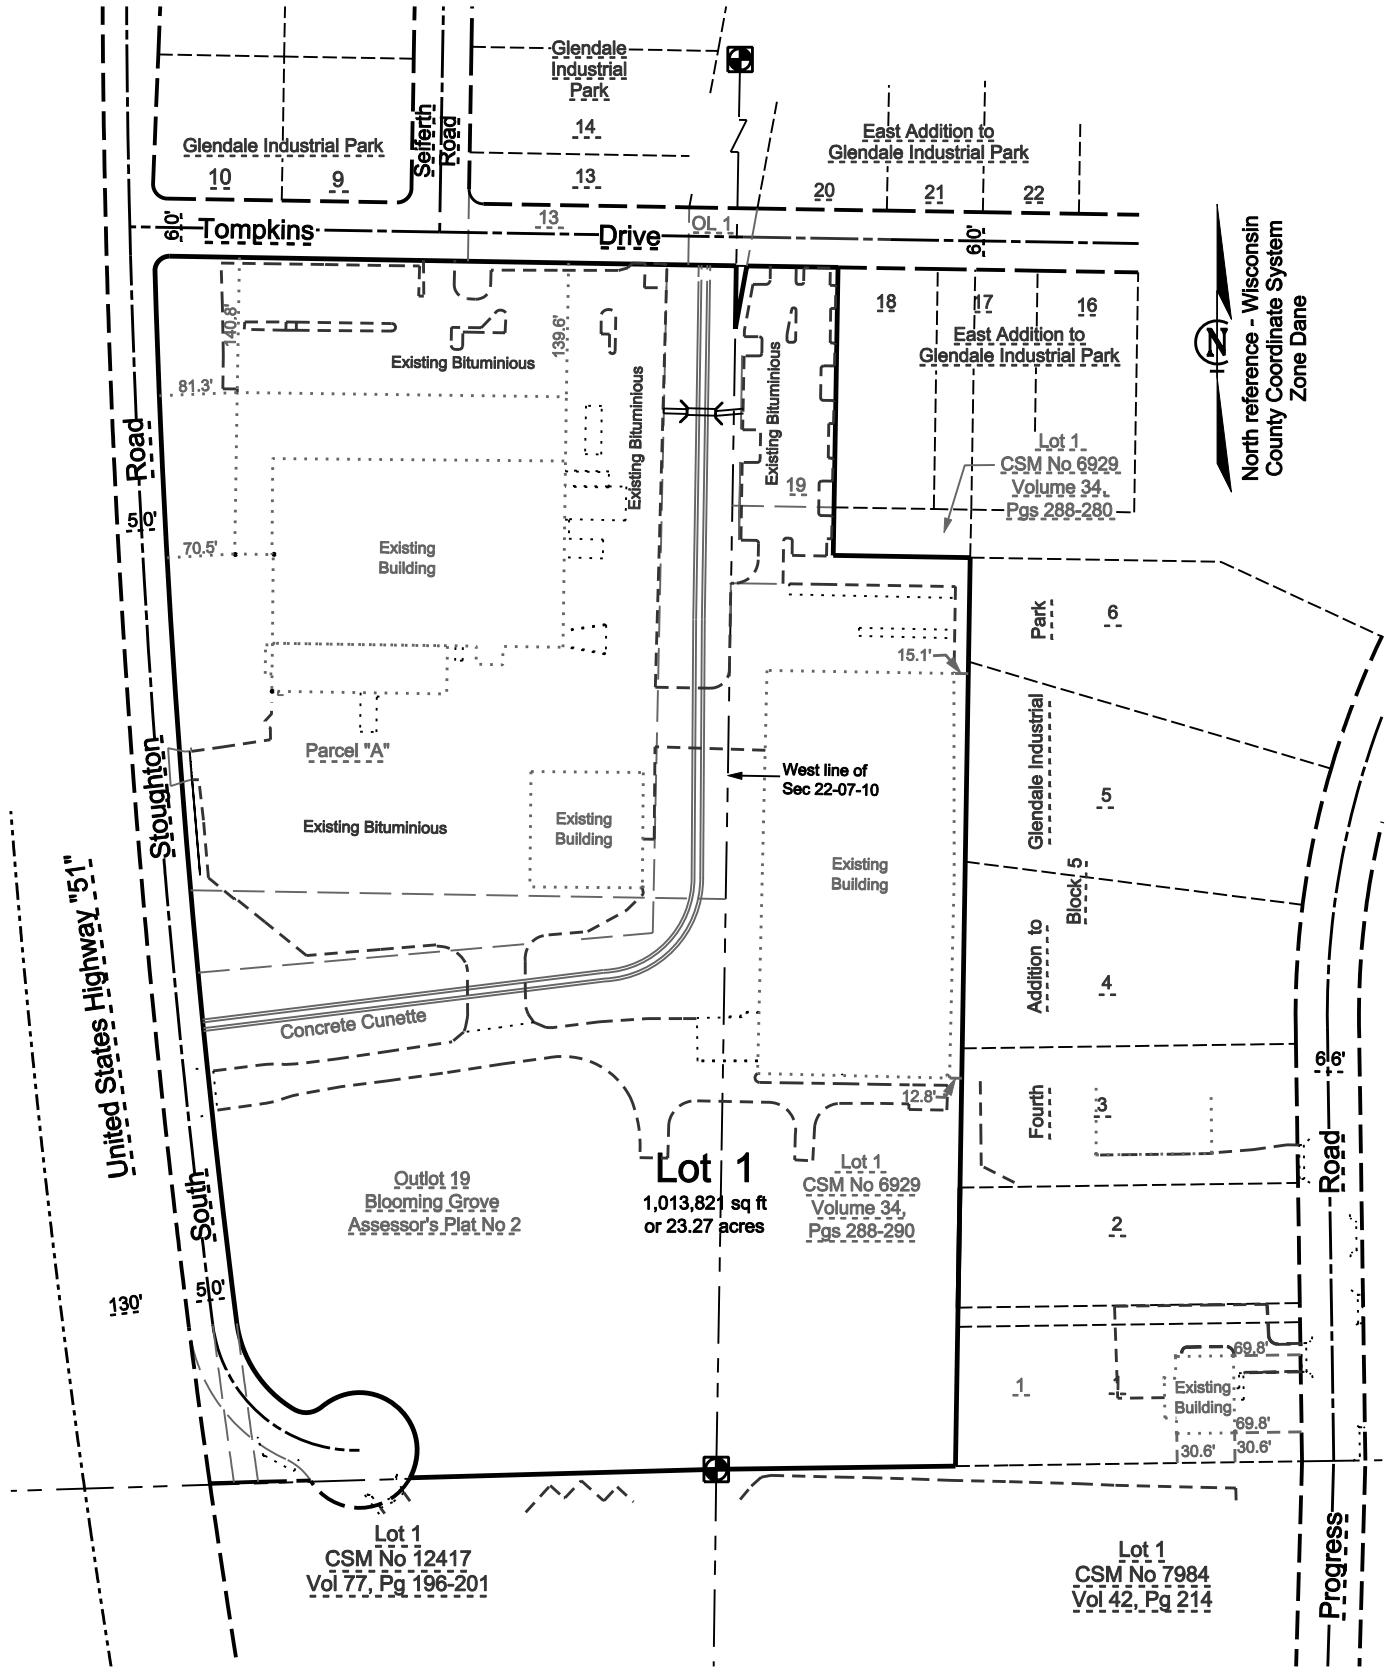 Glendale
Industrial
Park
14
13
Glendale Industrial Park
10
9
Seiferth
Road
East Addition to
Glendale Industrial Park
20
21
22
60'
Tompkins
13
Drive
OL 1
60'
18
17
16
East Addition to
Glendale Industrial Park
North reference - Wisconsin
County Coordinate System
Zone Dane
N
140.8'
139.6'
Existing Bituminious
81.3'
Existing Bituminious
Existing Bituminious
19
Lot 1
CSM No 6929
Volume 34,
Pgs 288-280
Road
50'
70.5'
Existing
Building
15.1'
Park
6
Glendale Industrial
5
Block 5
Addition to
4
Fourth
3
Stoughton
Parcel "A"
West line of
Sec 22-07-10
Existing Bituminious
Existing
Building
Existing
Building
United States Highway "51"
Concrete Cunette
12.8'
66'
Road
South
Outlot 19
Blooming Grove
Assessor's Plat No 2
Lot 1
1,013,821 sq ft
or 23.27 acres
Lot 1
CSM No 6929
Volume 34,
Pgs 288-290
2
130'
50'
1
1
69.8'
Existing
Building
69.8'
30.6'
30.6'
Lot 1
CSM No 12417
Vol 77, Pg 196-201
Lot 1
CSM No 7984
Vol 42, Pg 214
Progress